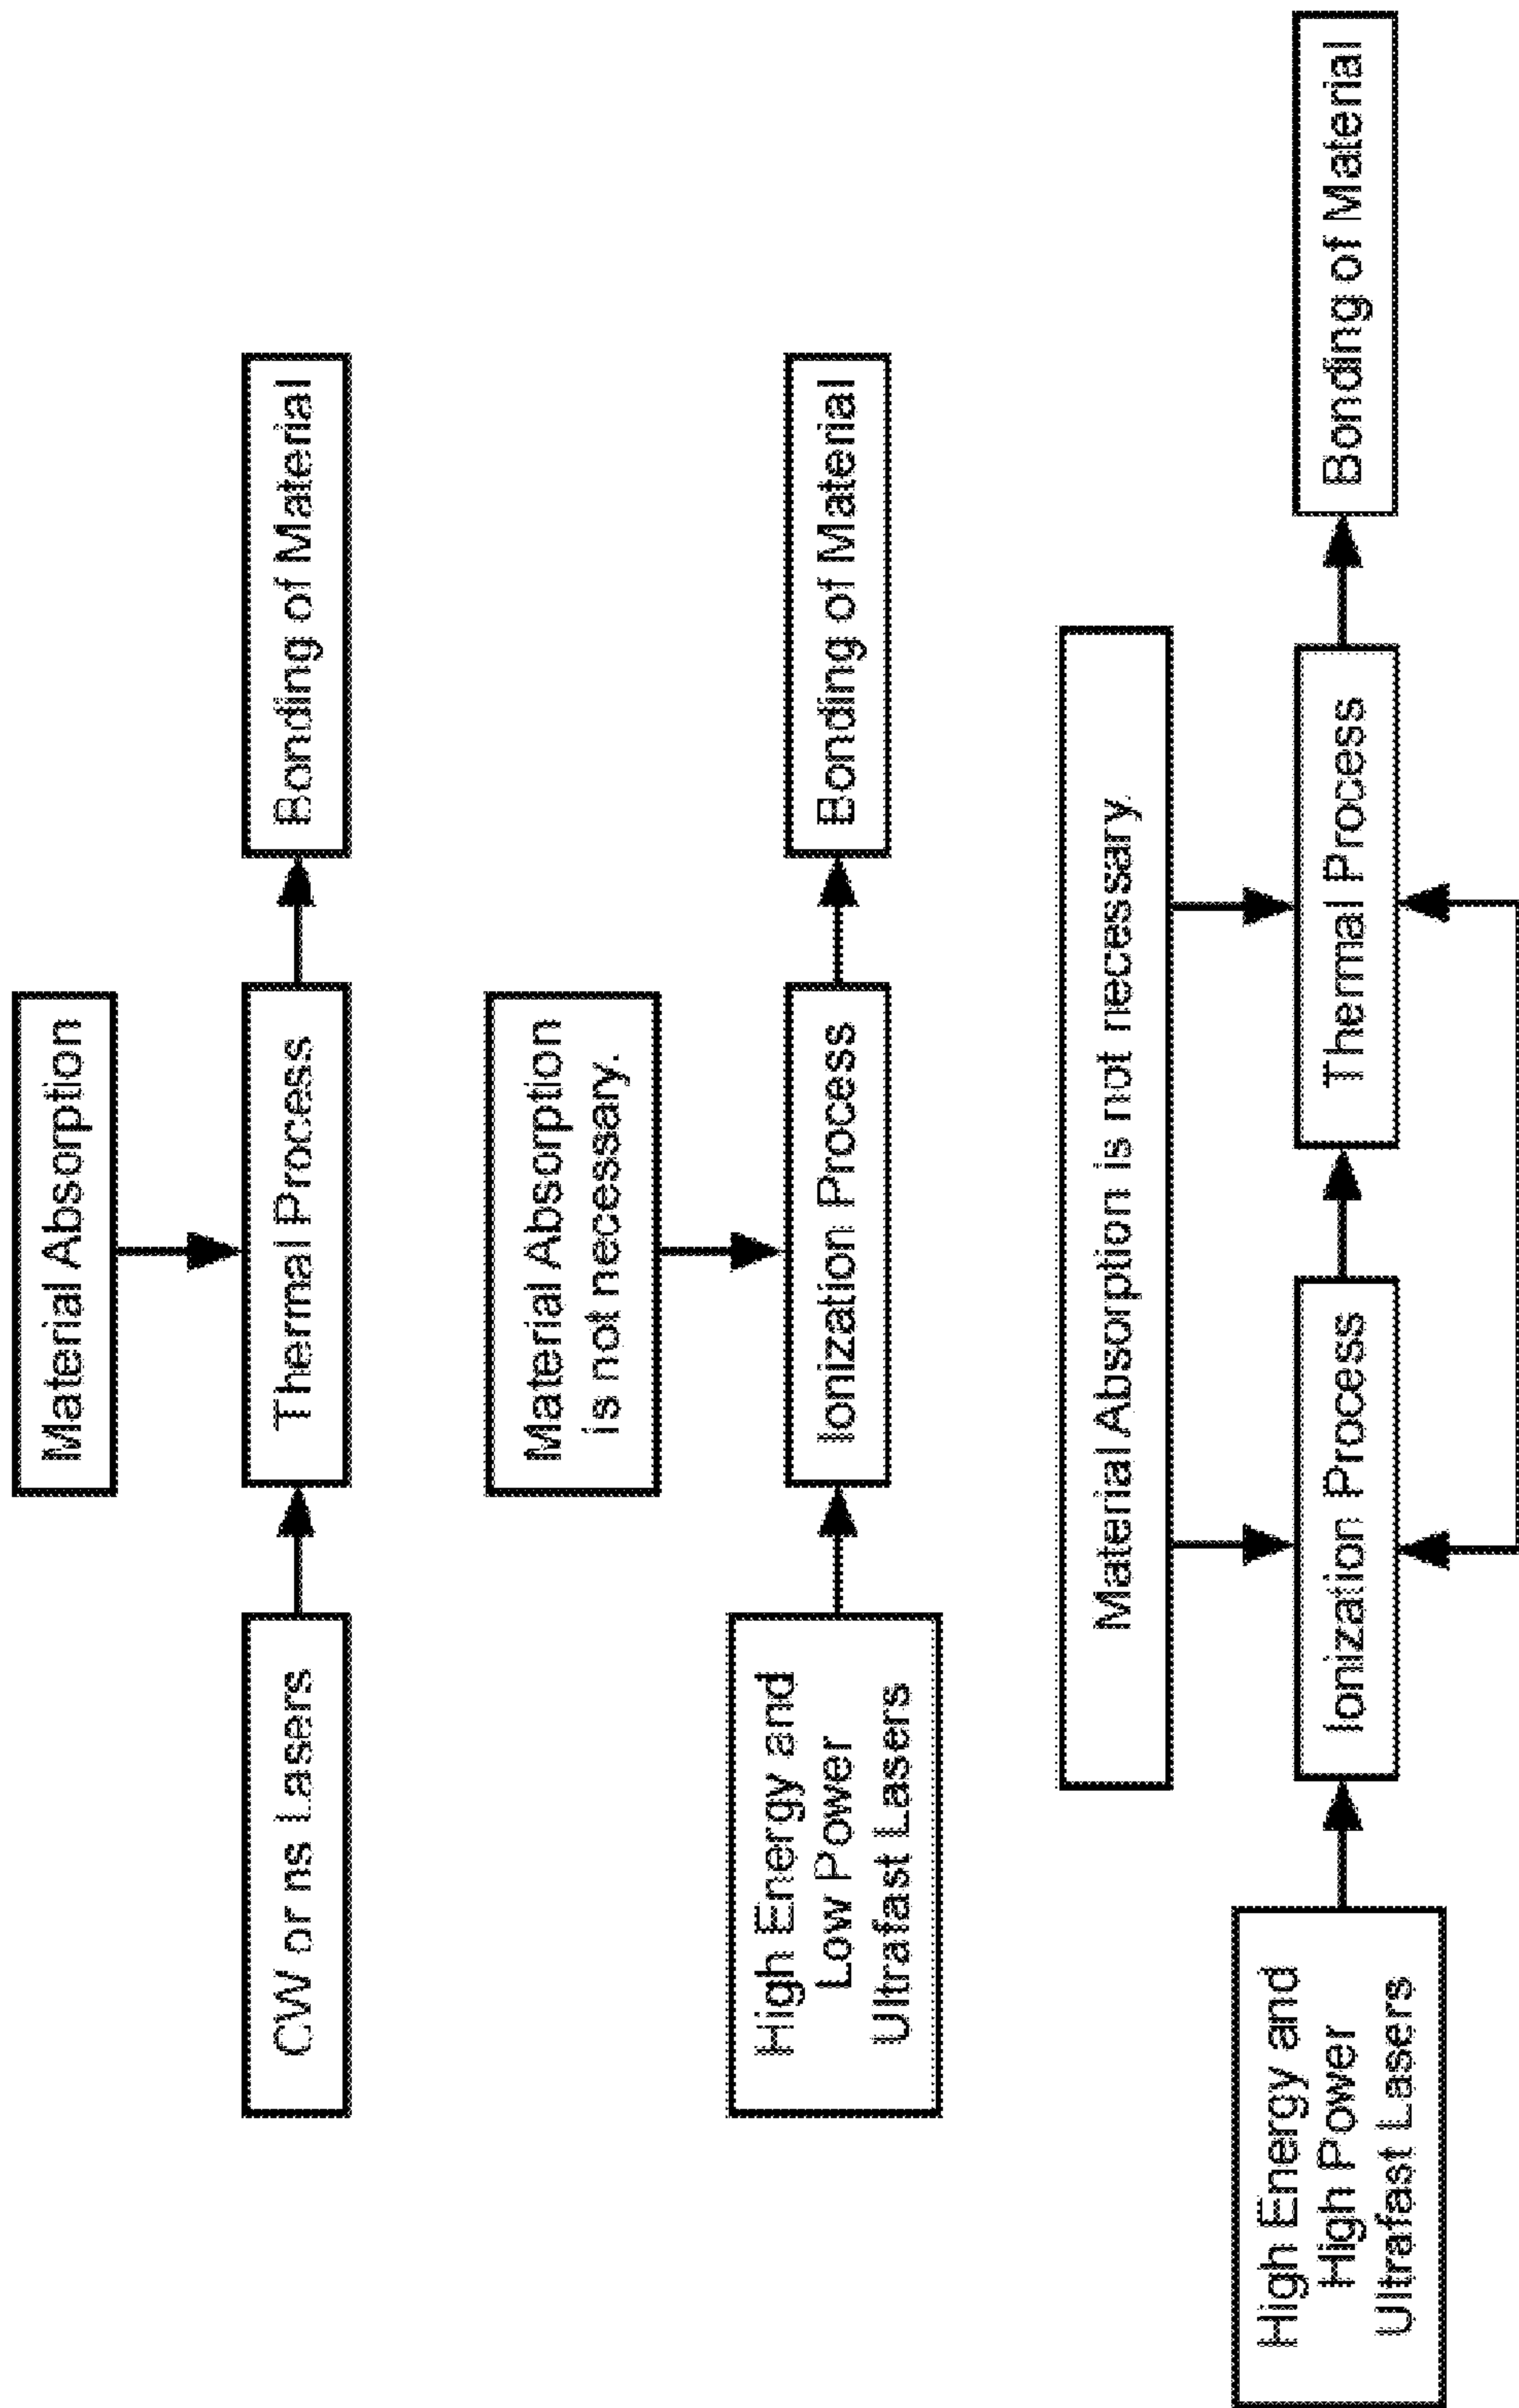 Material Absorption
CW or ns Lasers
Thermal Process
Bonding of Material
Material Absorption
is not necessary.
High Energy and
Low Power
Ultrafast Lasers
Ionization Process
Bonding of Material
Material Absorption is not necessary.
High Energy and
High Power
Ultrafast Lasers
Ionization Process
Thermal Process
Bonding of Material